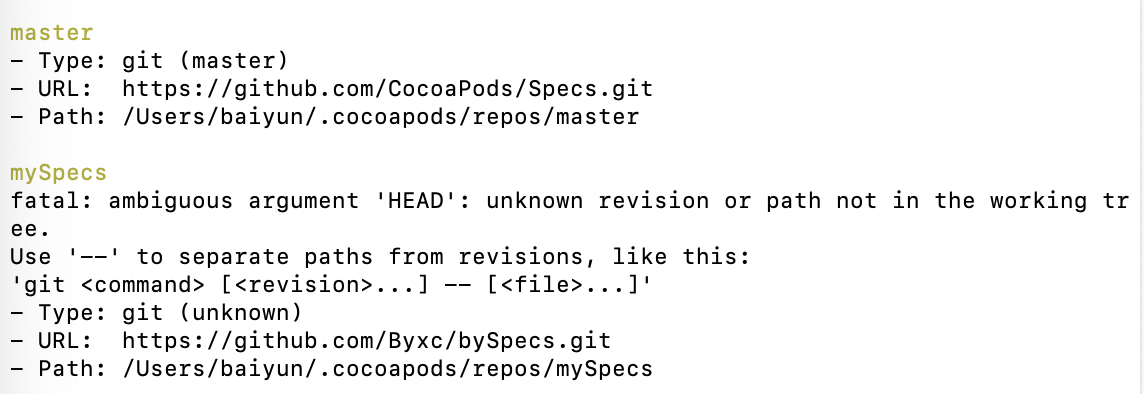 master
- Type: git (master)
- URL:  https://github.com/CocoaPods/Specs.git
- Path: /Users/baiyun/.cocoapods/repos/master
mySpecs
fatal: ambiguous argument 'HEAD': unknown revision or path not in the working tr
ee.
Use '--' to separate paths from revisions, like this:
'git <command> [<revision>...] -- [<file>...]'
- Type: git (unknown)
- URL:  https://github.com/Byxc/bySpecs.git
- Path: /Users/baiyun/.cocoapods/repos/mySpecs